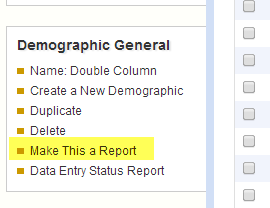 Demographic General
Name: Double Column
Create a New Demographic
Duplicate
Delete
Make This a Report
Data Entry Status Report